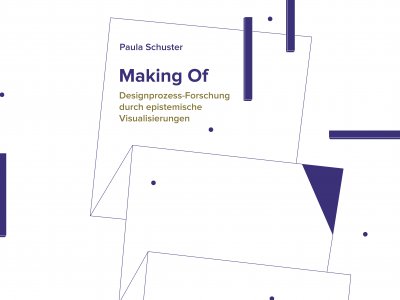 Paula Schuster
Making Of
Designprozess-Forschung
durch epistemische
Visualisierungen